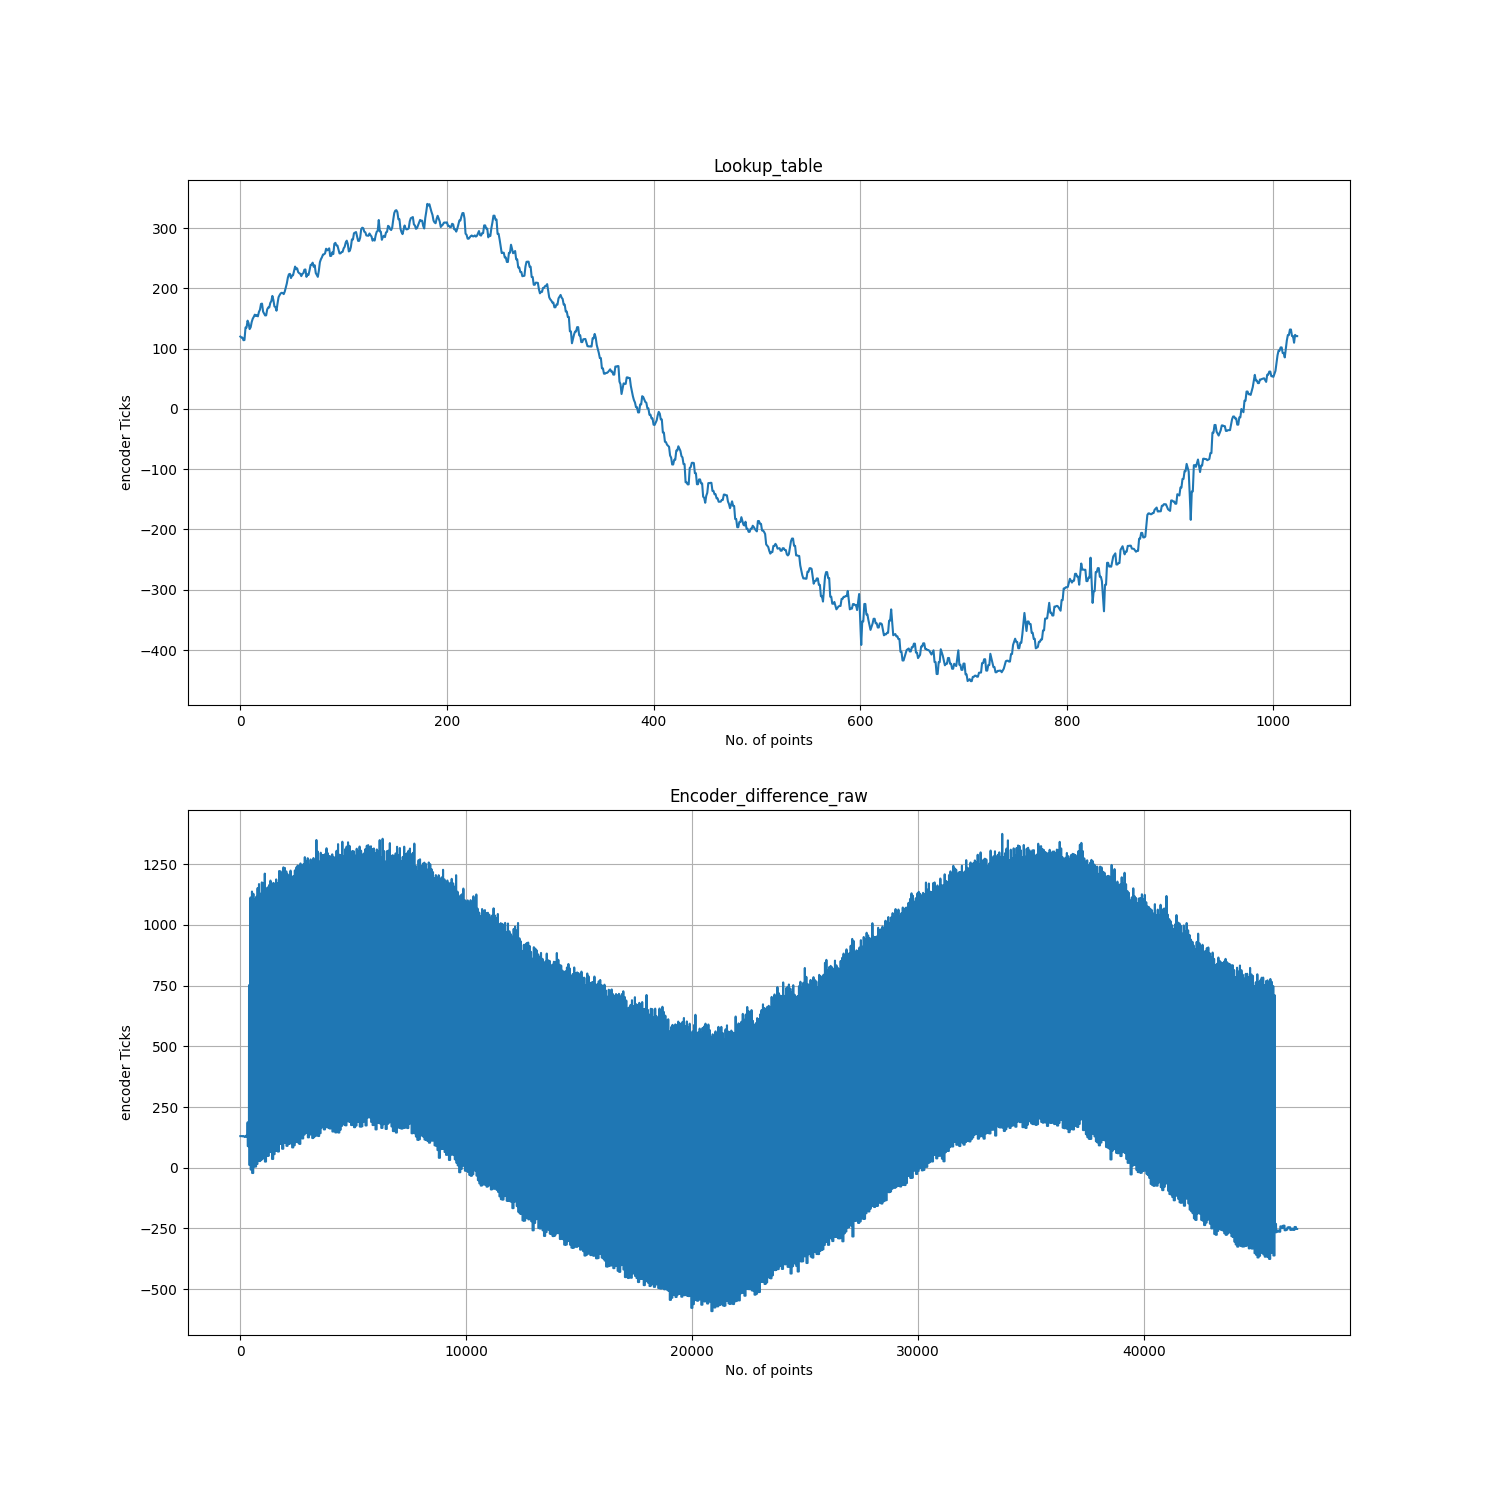 Lookup_table
300
200
100
0
−100
−200
−300
−400
encoder Ticks
0 200 400 600 800 1000
No. of points
Encoder_difference_raw
1250
1000
750
500
250
0
−250
−500
encoder Ticks
0 10000 20000 30000 40000
No. of points